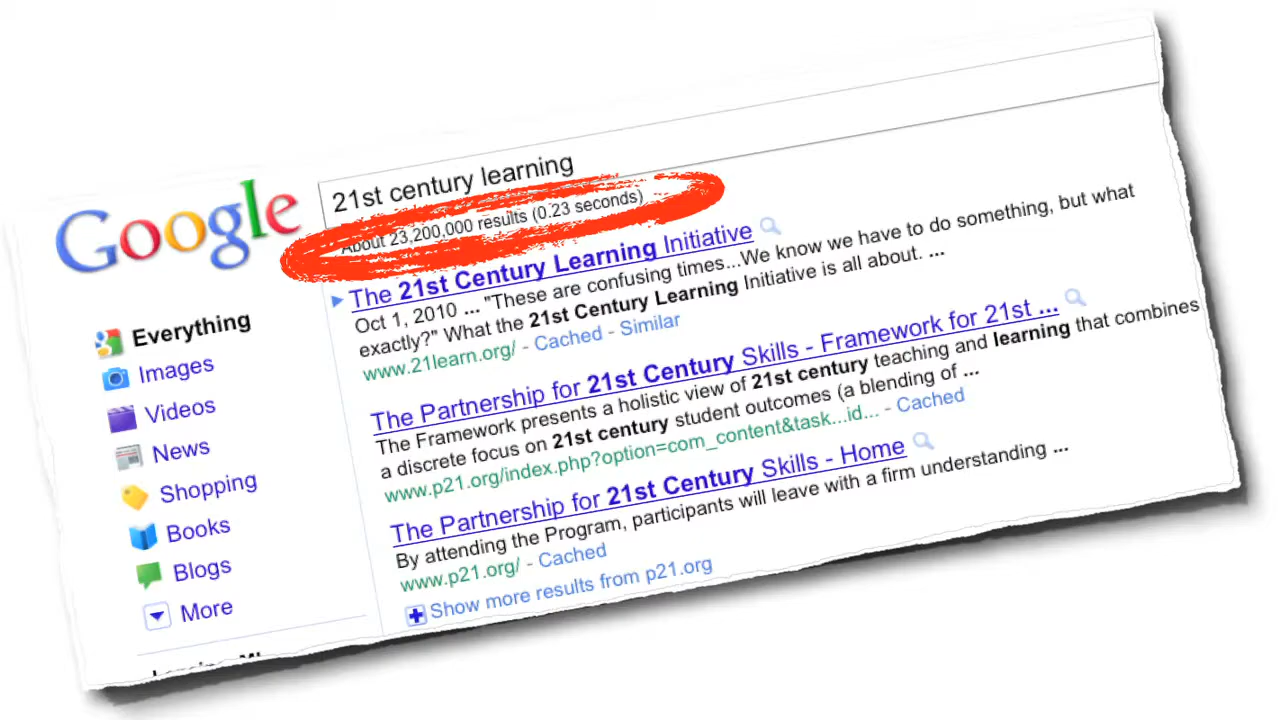 Google
21st century learning
About 23,200,000 results (0.23 seconds)
The 21st Century Learning Initiative
Oct 1, 2010 ... "These are confusing times...We know we have to do something, but what
exactly?" What the 21st Century Learning Initiative is all about. ...
www.21learn.org/ - Cached - Similar
The Partnership for 21st Century Skills - Framework for 21st ...
The Framework presents a holistic view of 21st century teaching and learning that combines
a discrete focus on 21st century student outcomes (a blending of ...
www.p21.org/index.php?option=com_content&task...id... - Cached
The Partnership for 21st Century Skills - Home
By attending the Program, participants will leave with a firm understanding ...
www.p21.org/ - Cached
Show more results from p21.org
Everything
Images
Videos
News
Shopping
Books
Blogs
More